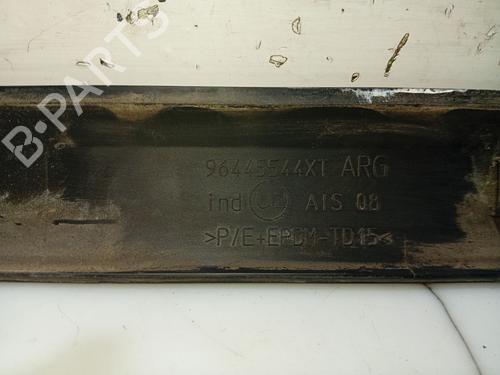 B-PARTS
96445544XT ARG
ind AIS 08
>P/E+EPDM-TD15<